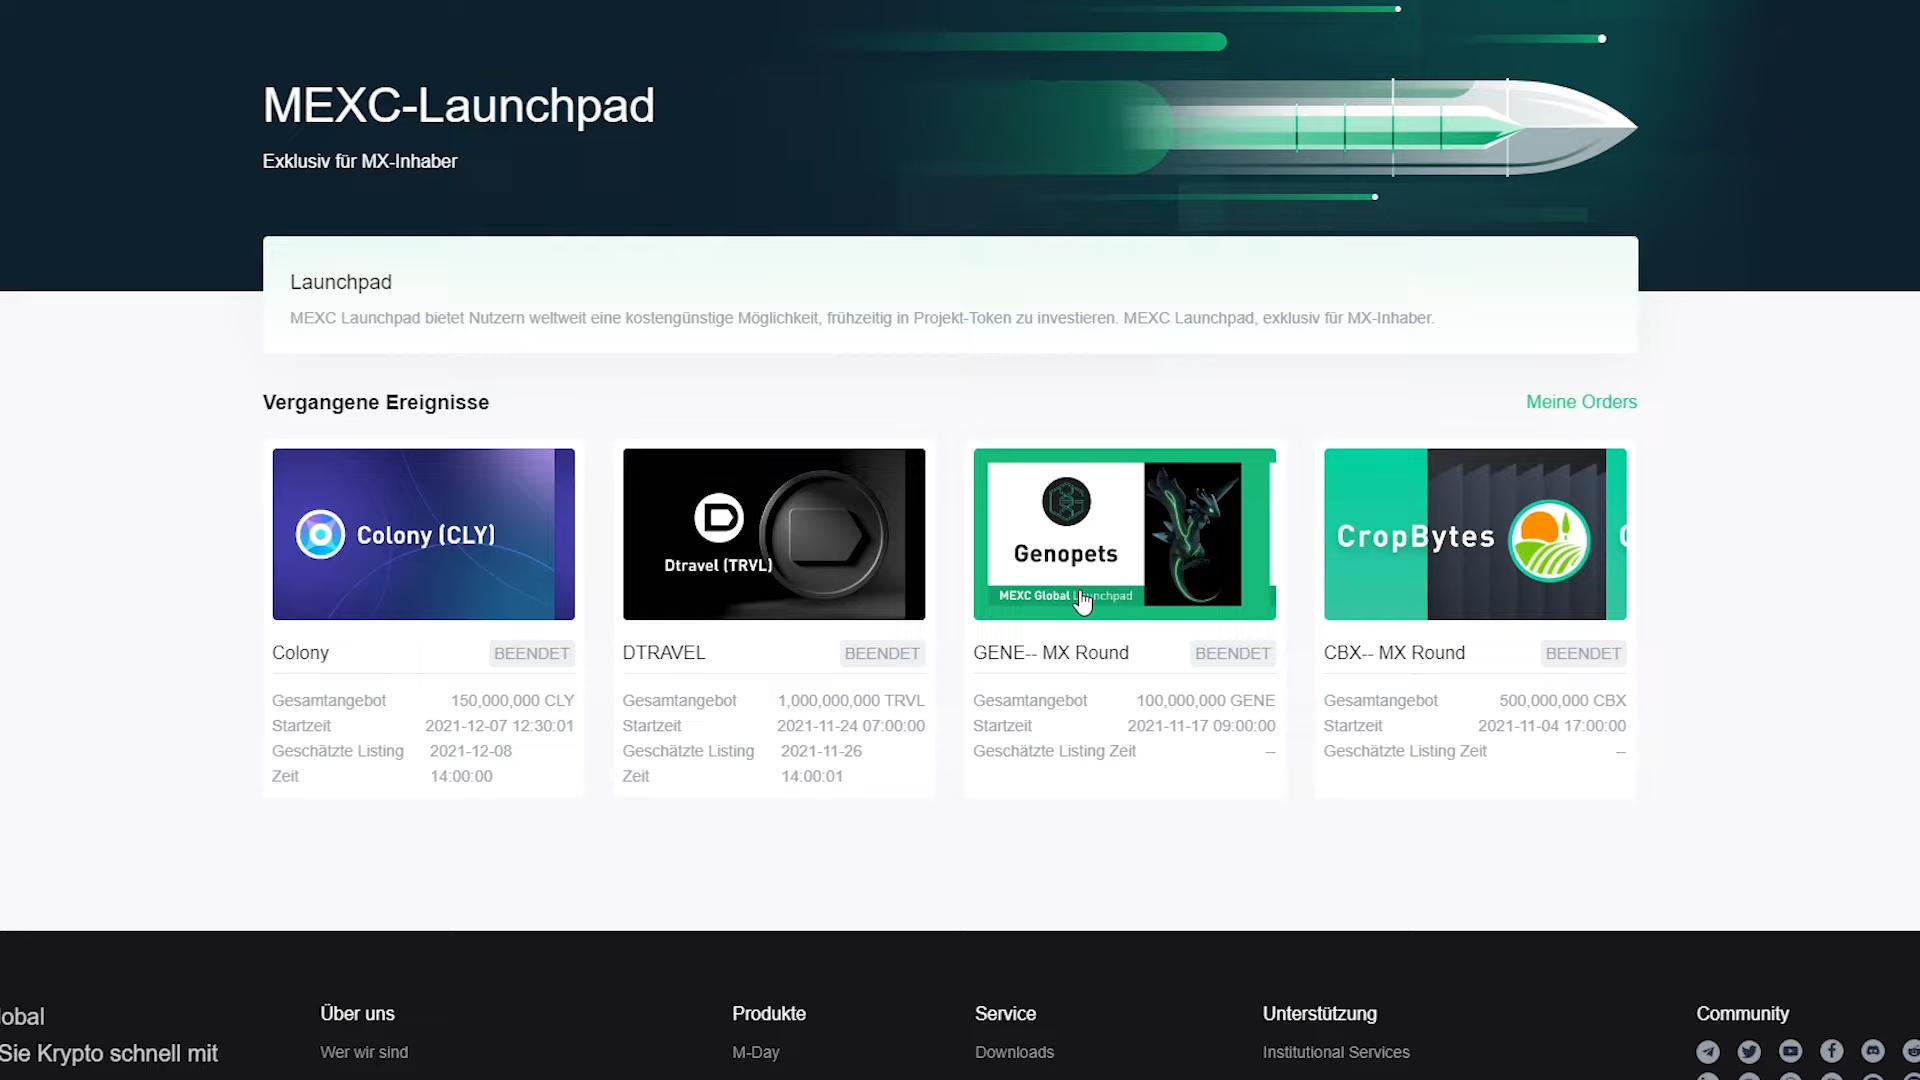 MEXC-Launchpad
Exklusiv für MX-Inhaber
Launchpad
MEXC Launchpad bietet Nutzern weltweit eine kostengünstige Möglichkeit, frühzeitig in Projekt-Token zu investieren. MEXC Launchpad, exklusiv für MX-Inhaber.
Vergangene Ereignisse
Meine Orders
Colony (CLY)
Colony BEENDET
Gesamtangebot 150,000,000 CLY
Startzeit 2021-12-07 12:30:01
Geschätzte Listing 2021-12-08
Zeit 14:00:00
Dtravel (TRVL)
DTRAVEL BEENDET
Gesamtangebot 1,000,000,000 TRVL
Startzeit 2021-11-24 07:00:00
Geschätzte Listing 2021-11-26
Zeit 14:00:01
Genopets
MEXC Global Launchpad
GENE-- MX Round BEENDET
Gesamtangebot 100,000,000 GENE
Startzeit 2021-11-17 09:00:00
Geschätzte Listing Zeit --
CropBytes
CBX-- MX Round BEENDET
Gesamtangebot 500,000,000 CBX
Startzeit 2021-11-04 17:00:00
Geschätzte Listing Zeit --
lobal
Sie Krypto schnell mit
Über uns
Wer wir sind
Produkte
M-Day
Service
Downloads
Unterstützung
Institutional Services
Community